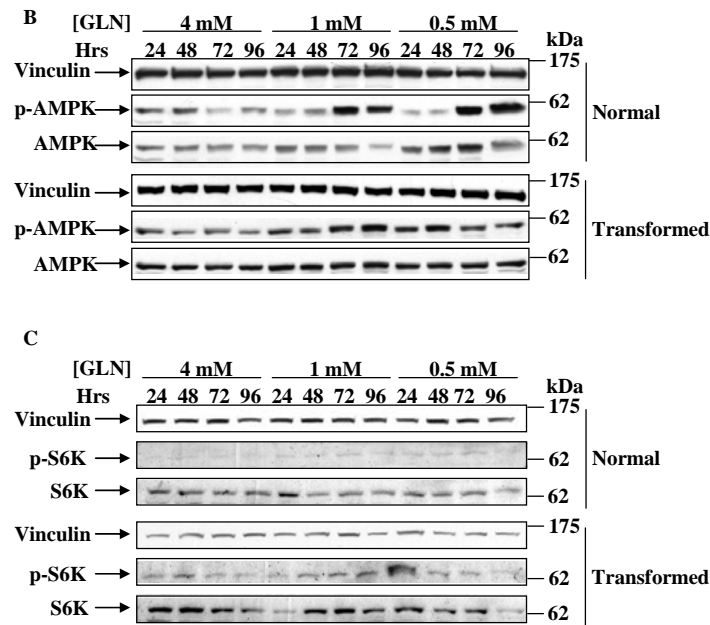 B
[GLN] 4 mM 1 mM 0.5 mM
Hrs 24 48 72 96 24 48 72 96 24 48 72 96 kDa
Vinculin 175
p-AMPK 62 Normal
AMPK 62
Vinculin 175
p-AMPK 62 Transformed
AMPK 62
C
[GLN] 4 mM 1 mM 0.5 mM
Hrs 24 48 72 96 24 48 72 96 24 48 72 96 kDa
Vinculin 175
p-S6K 62 Normal
S6K 62
Vinculin 175
p-S6K 62 Transformed
S6K 62